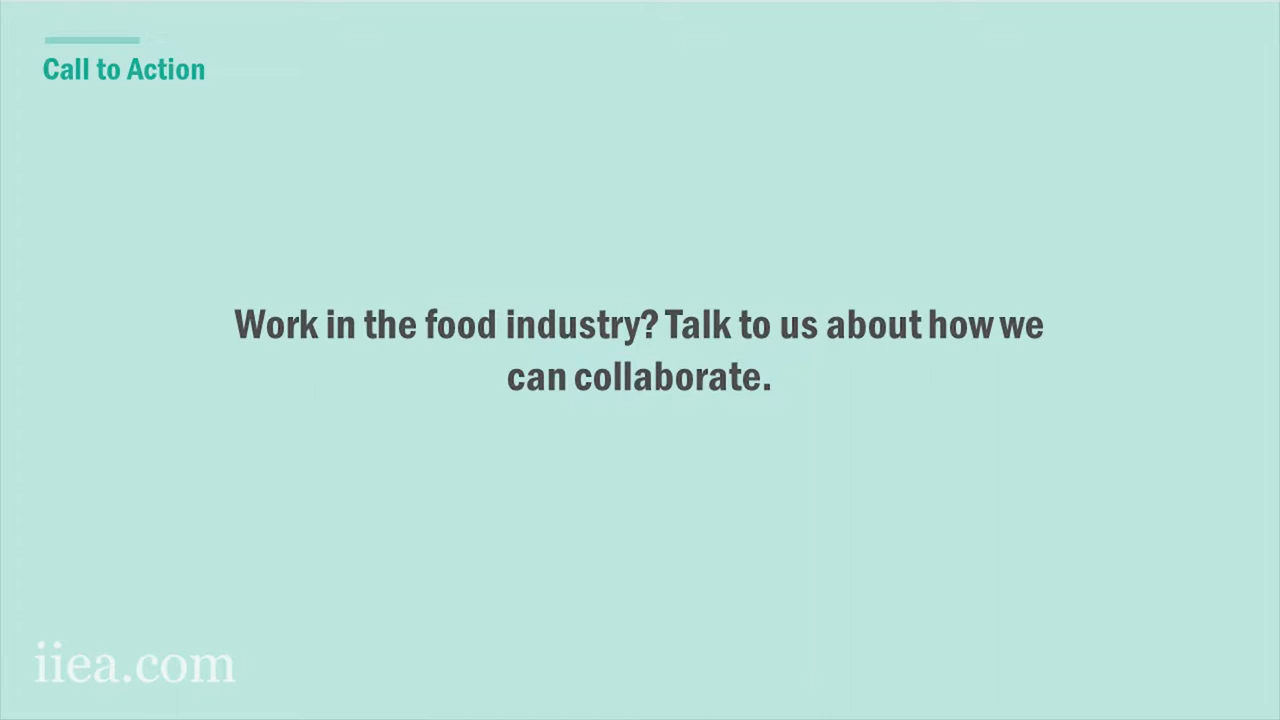 Call to Action
Work in the food industry? Talk to us about how we
can collaborate.
iiea.com